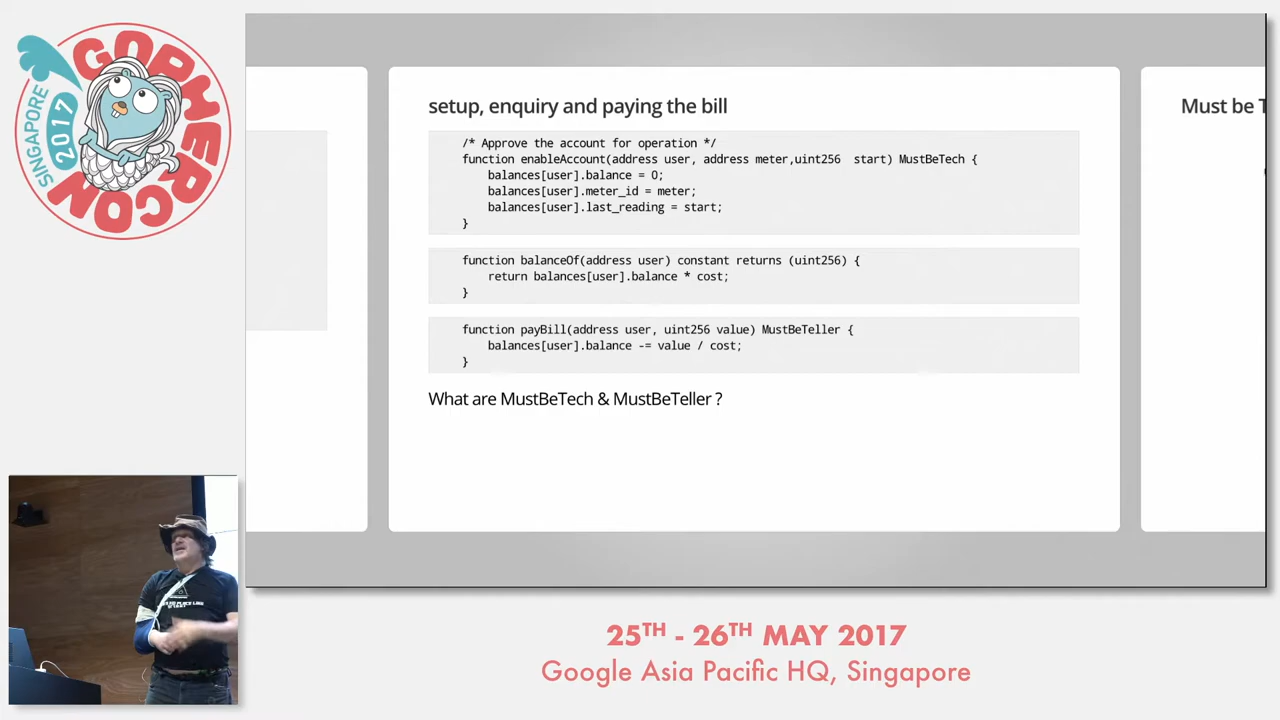 GOPHERCON
SINGAPORE
2017
setup, enquiry and paying the bill
/* Approve the account for operation */
function enableAccount(address user, address meter,uint256  start) MustBeTech {
balances[user].balance = 0;
balances[user].meter_id = meter;
balances[user].last_reading = start;
}
function balanceOf(address user) constant returns (uint256) {
return balances[user].balance * cost;
}
function payBill(address user, uint256 value) MustBeTeller {
balances[user].balance -= value / cost;
}
What are MustBeTech & MustBeTeller ?
Must be T
25TH - 26TH MAY 2017
Google Asia Pacific HQ, Singapore